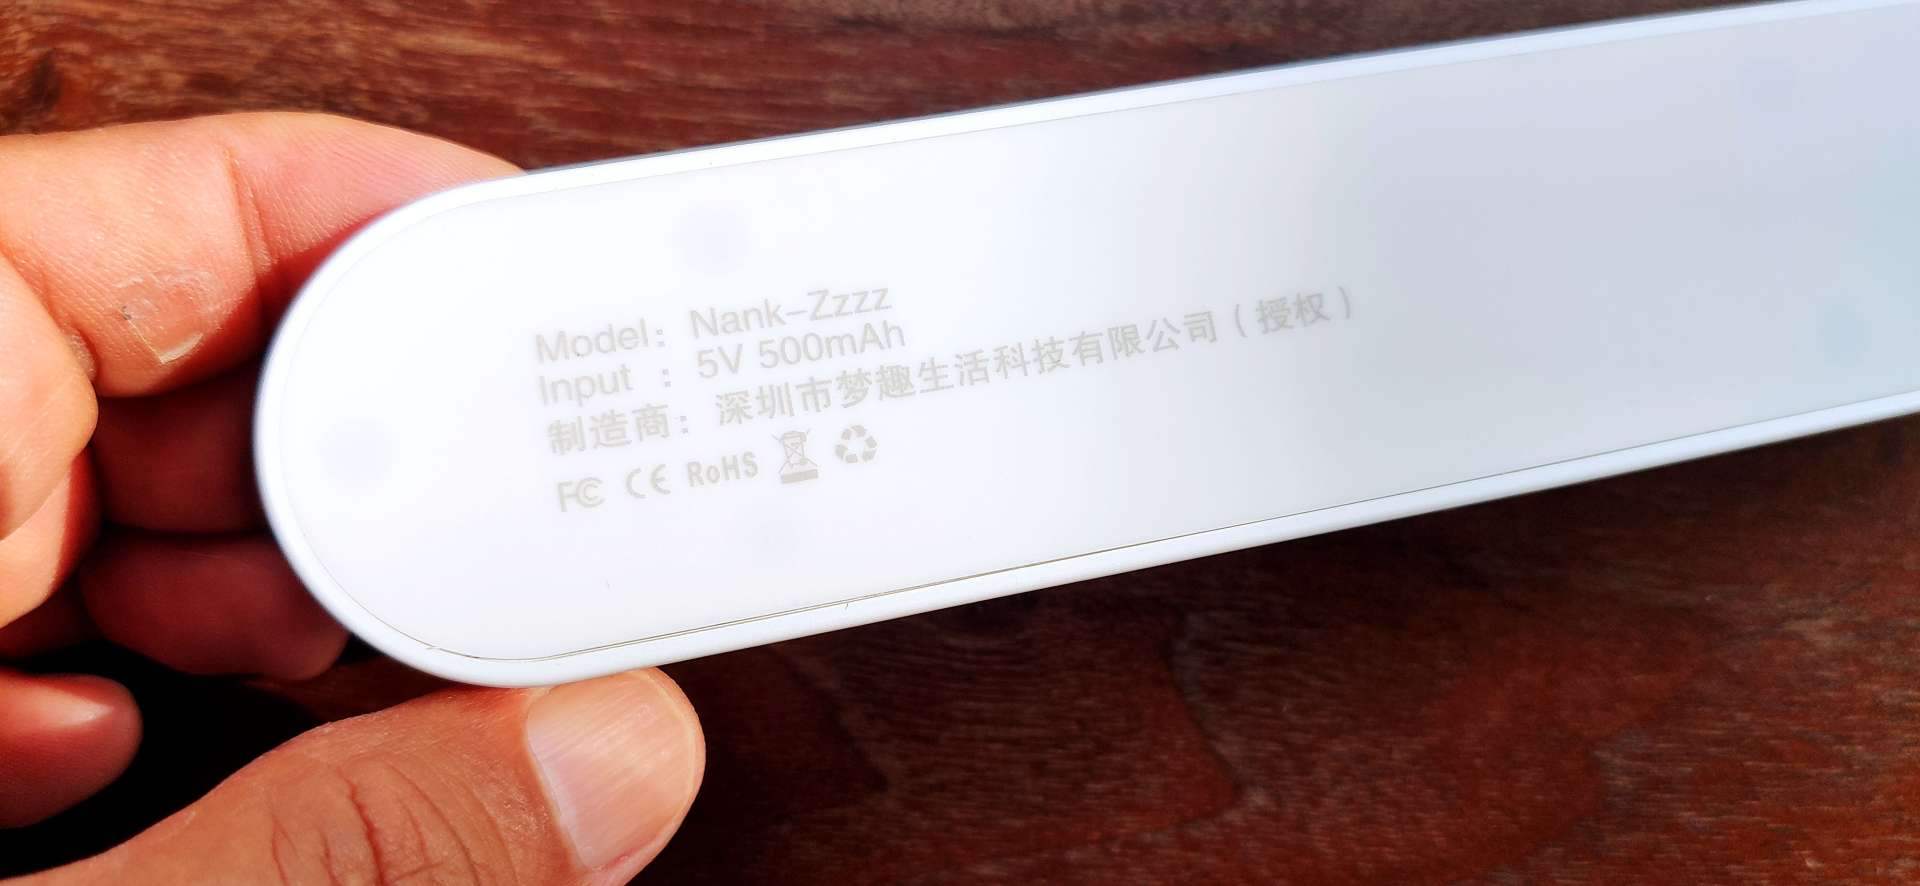 Model： Nank-Zzzz
Input ： 5V 500mAh
制造商： 深圳市梦趣生活科技有限公司（授权）
FC CE RoHS